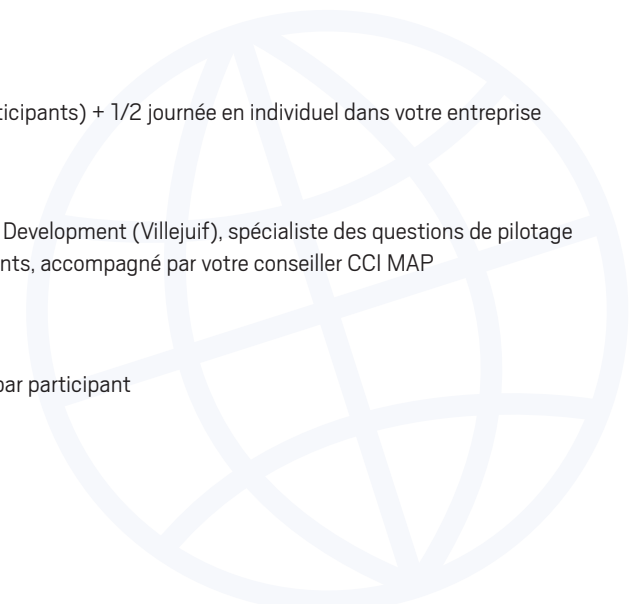 ticipants) + 1/2 journée en individuel dans votre entreprise
Development (Villejuif), spécialiste des questions de pilotage
nts, accompagné par votre conseiller CCI MAP
par participant